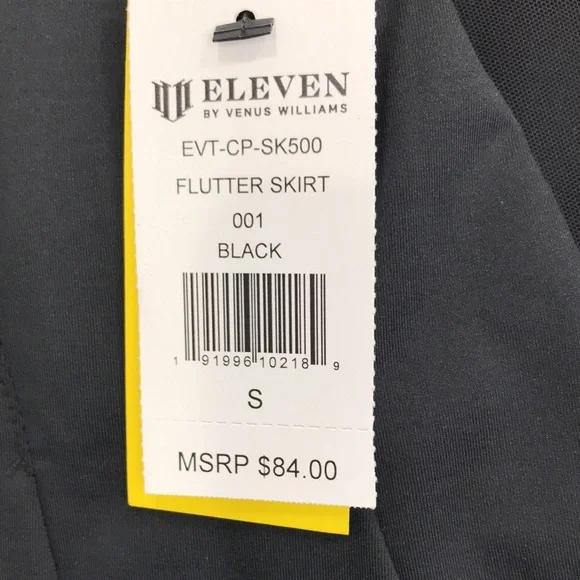 ELEVEN
BY VENUS WILLIAMS
EVT-CP-SK500
FLUTTER SKIRT
001
BLACK
1 91996 10218 9
S
MSRP $84.00